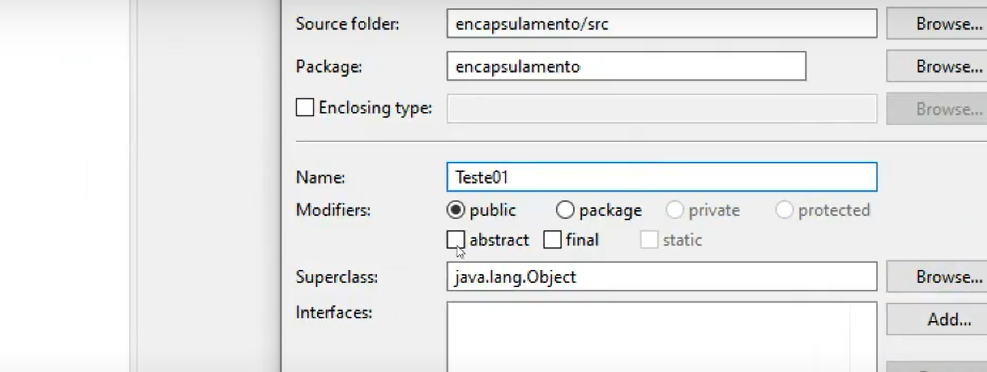 Source folder: encapsulamento/src Browse...
Package: encapsulamento Browse...
Enclosing type: Browse...
Name: Teste01
Modifiers: public package private protected
abstract final static
Superclass: java.lang.Object Browse...
Interfaces: Add...